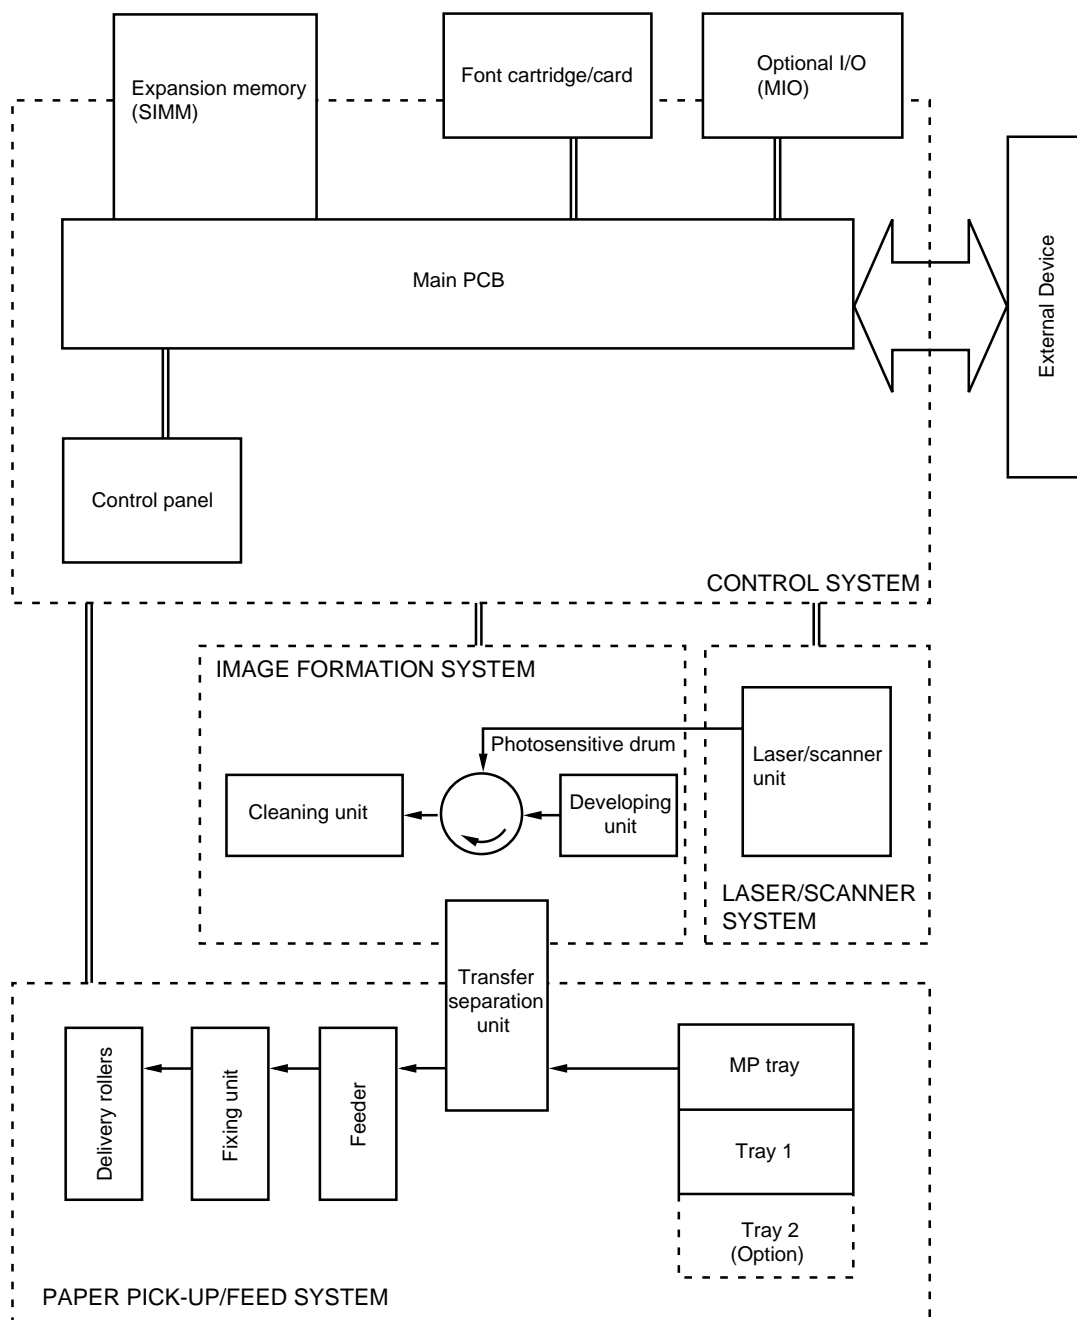 Expansion memory
(SIMM)
Font cartridge/card
Optional I/O
(MIO)
Main PCB
External Device
Control panel
CONTROL SYSTEM
IMAGE FORMATION SYSTEM
Photosensitive drum
Laser/scanner
unit
Cleaning unit
Developing
unit
LASER/SCANNER
SYSTEM
Transfer
separation
unit
Delivery rollers
Fixing unit
Feeder
MP tray
Tray 1
Tray 2
(Option)
PAPER PICK-UP/FEED SYSTEM